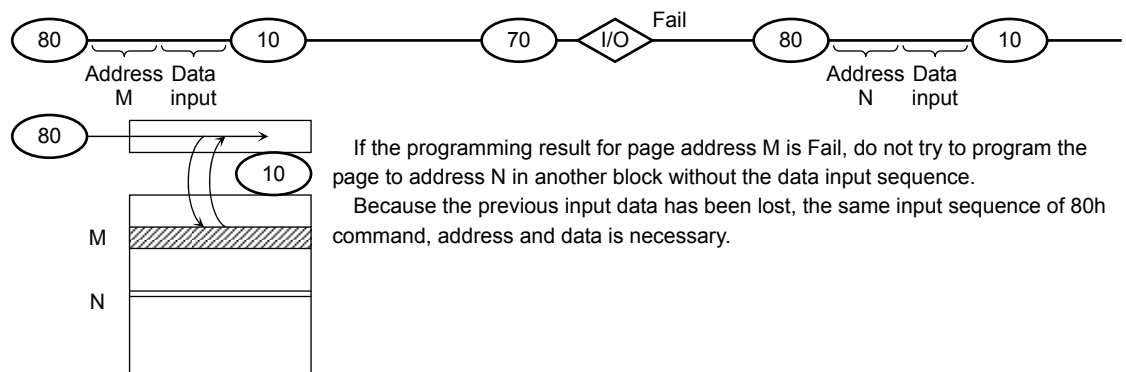 Fail
80 10 70 I/O 80 10
Address Data Address Data
M input N input
80
If the programming result for page address M is Fail, do not try to program the
10
page to address N in another block without the data input sequence.
Because the previous input data has been lost, the same input sequence of 80h
M
command, address and data is necessary.
N